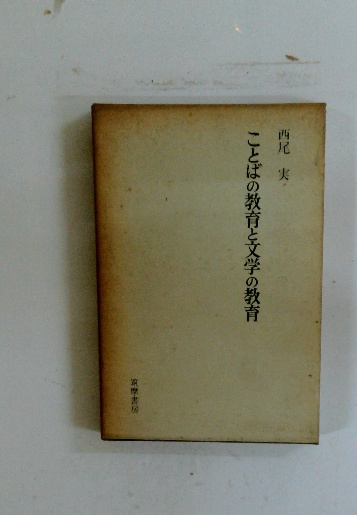 西尾 実
ことばの教育と文学の教育
筑摩書房